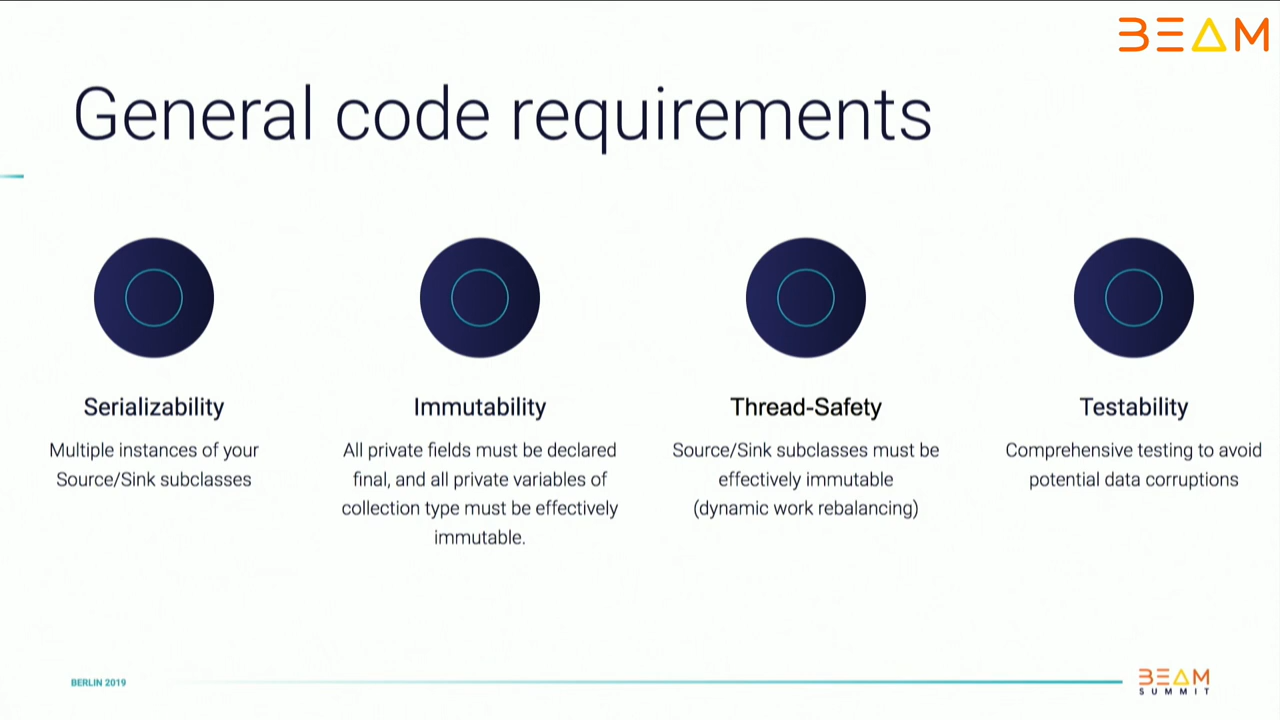 BEAM
General code requirements
Serializability
Multiple instances of your
Source/Sink subclasses
Immutability
All private fields must be declared
final, and all private variables of
collection type must be effectively
immutable.
Thread-Safety
Source/Sink subclasses must be
effectively immutable
(dynamic work rebalancing)
Testability
Comprehensive testing to avoid
potential data corruptions
BERLIN 2019
BEAM
SUMMIT